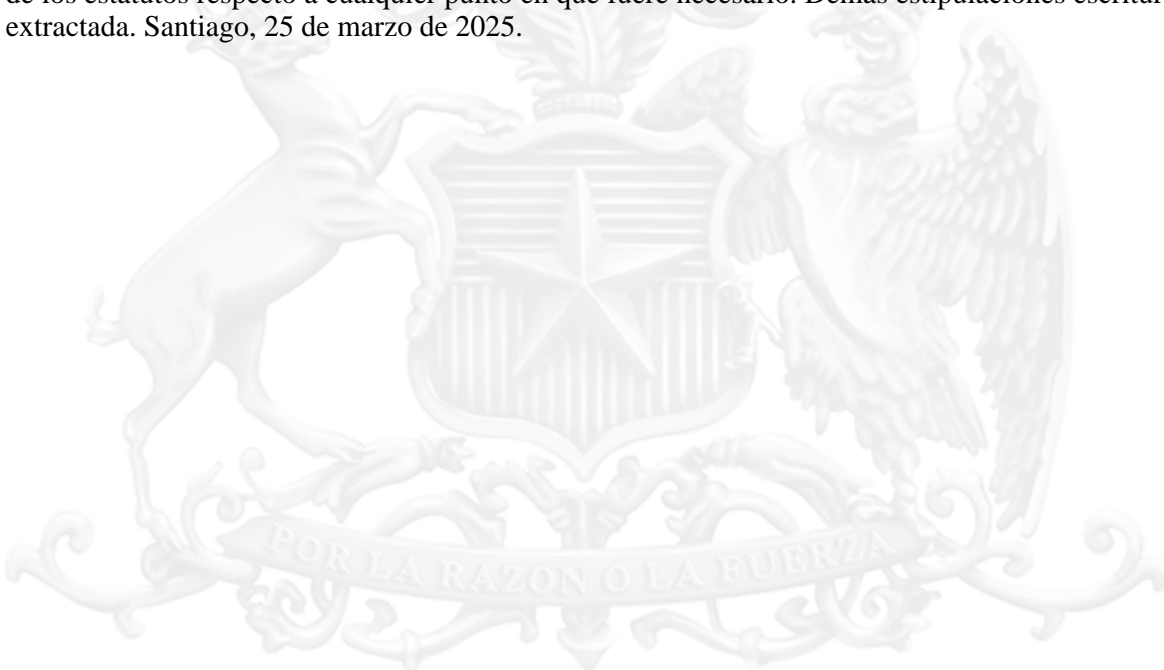 de los estatutos respecto a cualquier punto en que fuere necesario. Demás estipulaciones
extractada. Santiago, 25 de marzo de 2025.
POR LA RAZON O LA FUERZA